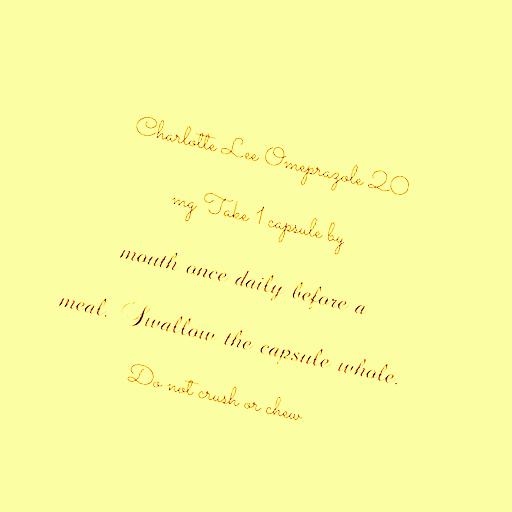 Charlotte Lee Omeprazole 20
mg Take 1 capsule by
mouth once daily before a
meal. Swallow the capsule whole.
Do not crush or chew